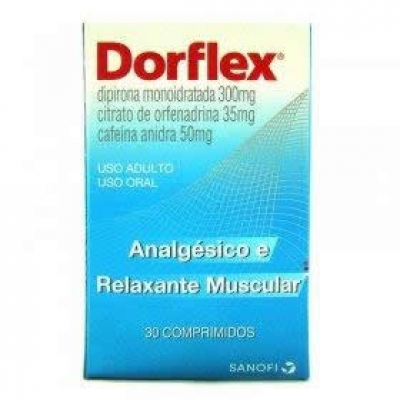 Dorflex®
dipirona monoidratada 300mg
citrato de orfenadrina 35mg
cafeína anidra 50mg
USO ADULTO
USO ORAL
Analgésico e
Relaxante Muscular
30 COMPRIMIDOS
SANOFI